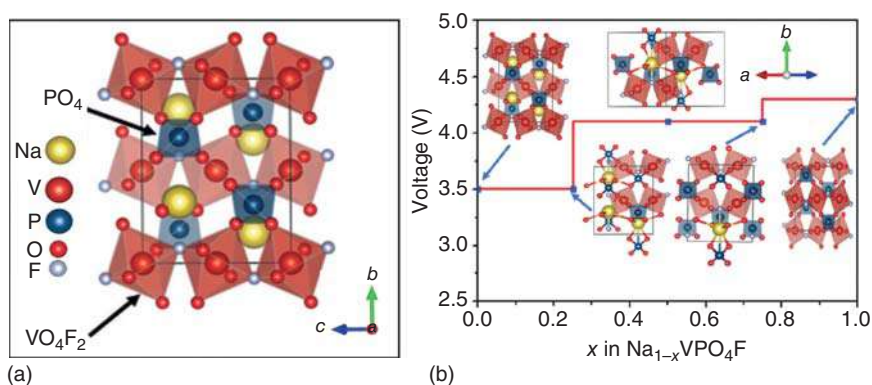 (a)
PO₄
Na
V
P
O
F
VO₄F₂
b
c
a
(b)
Voltage (V)
5.0
4.5
4.0
3.5
3.0
2.5
b
a
0.0
0.2
0.4
0.6
0.8
1.0
x in Na₁₋ₓVPO₄F